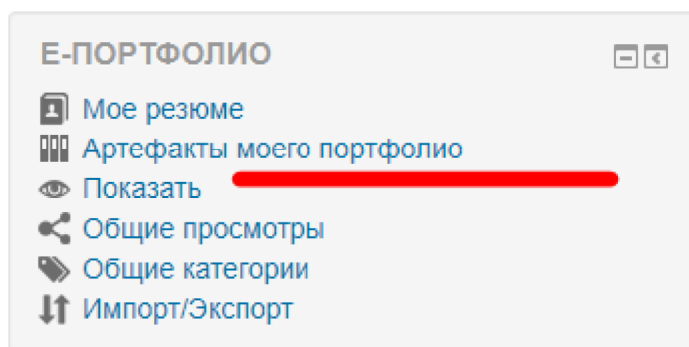 Е-ПОРТФОЛИО
Мое резюме
Артефакты моего портфолио
Показать
Общие просмотры
Общие категории
Импорт/Экспорт